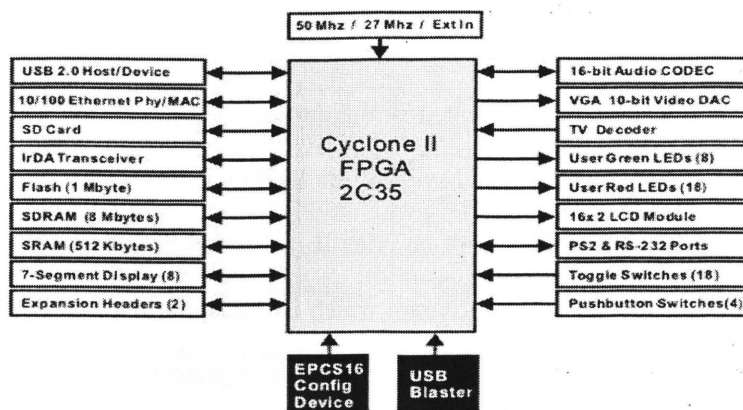 50 Mhz / 27 Mhz / Ext In
USB 2.0 Host/Device
10/100 Ethernet Phy/MAC
SD Card
IrDA Transceiver
Flash (1 Mbyte)
SDRAM (8 Mbytes)
SRAM (512 Kbytes)
7-Segment Display (8)
Expansion Headers (2)
Cyclone II
FPGA
2C35
16-bit Audio CODEC
VGA 10-bit Video DAC
TV Decoder
User Green LEDs (8)
User Red LEDs (18)
16x2 LCD Module
PS2 & RS-232 Ports
Toggle Switches (18)
Pushbutton Switches(4)
EPCS16
Config
Device
USB
Blaster